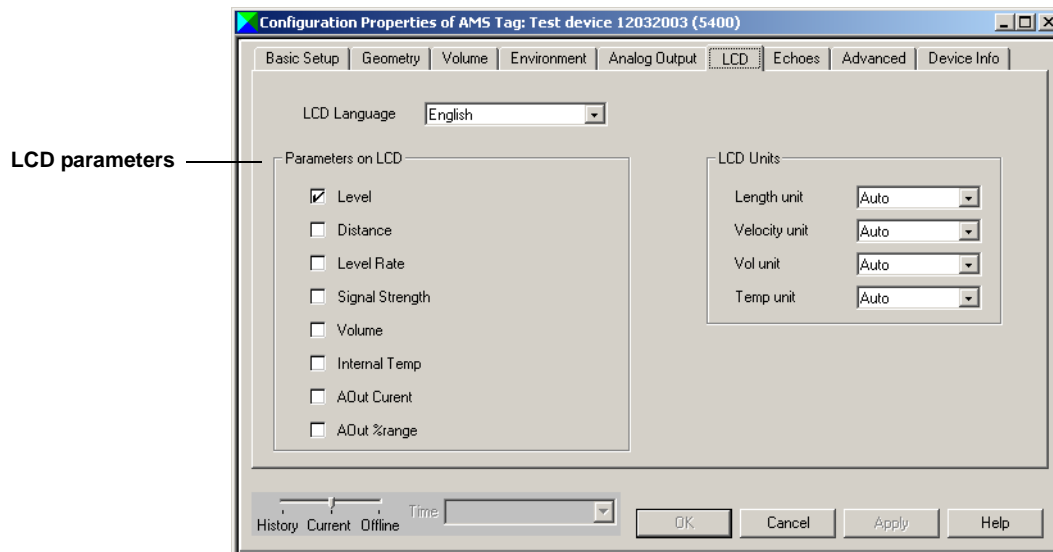 Configuration Properties of AMS Tag: Test device 12032003 (5400)
Basic Setup Geometry Volume Environment Analog Output LCD Echoes Advanced Device Info
LCD Language English
LCD parameters
Parameters on LCD
Level
Distance
Level Rate
Signal Strength
Volume
Internal Temp
AOut Curent
AOut %range
LCD Units
Length unit Auto
Velocity unit Auto
Vol unit Auto
Temp unit Auto
History Current Offline
Time
OK Cancel Apply Help